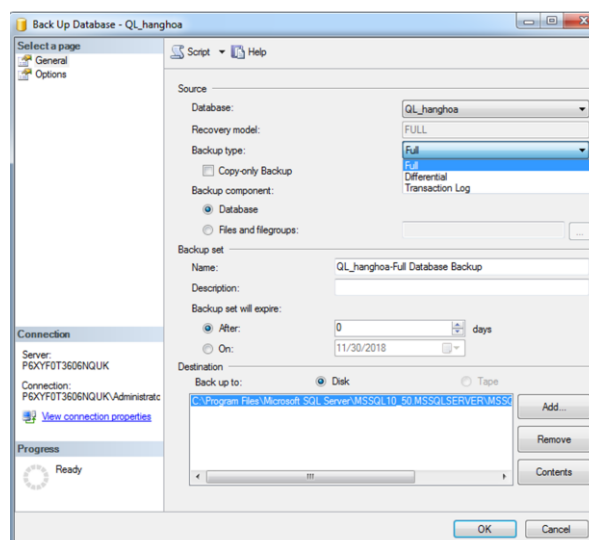 Back Up Database - QL_hanghoa
Select a page
General
Options
Script
Help
Source
Database:
QL_hanghoa
Recovery model:
FULL
Backup type:
Full
Full
Differential
Transaction Log
Copy-only Backup
Backup component:
Database
Files and filegroups:
...
Backup set
Name:
QL_hanghoa-Full Database Backup
Description:
Backup set will expire:
After:
0
days
On:
11/30/2018
Destination
Back up to:
Disk
Tape
C:\Program Files\Microsoft SQL Server\MSSQL10_50.MSSQLSERVER\MSSQ
Add...
Remove
Contents
Connection
Server:
P6XYF0T3606NQUK
Connection:
P6XYF0T3606NQUK\Administratc
View connection properties
Progress
Ready
OK
Cancel